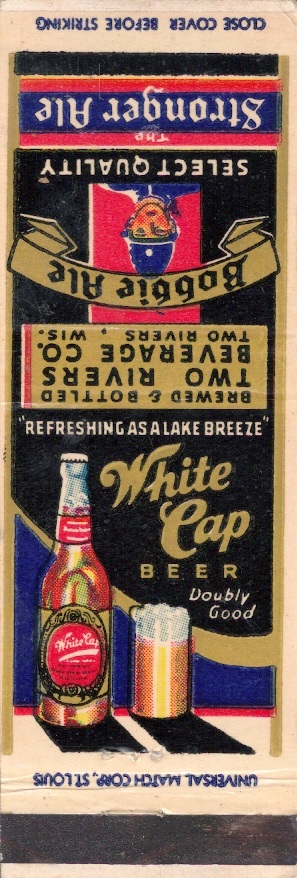 CLOSE COVER BEFORE STRIKING
The
Stronger Ale
SELECT QUALITY
Bobbie Ale
BREWED & BOTTLED
TWO RIVERS
BEVERAGE CO.
TWO RIVERS , WIS.
"REFRESHING AS A LAKE BREEZE"
White
Cap
BEER
Doubly
Good
White Cap
UNIVERSAL MATCH CORP., ST. LOUIS